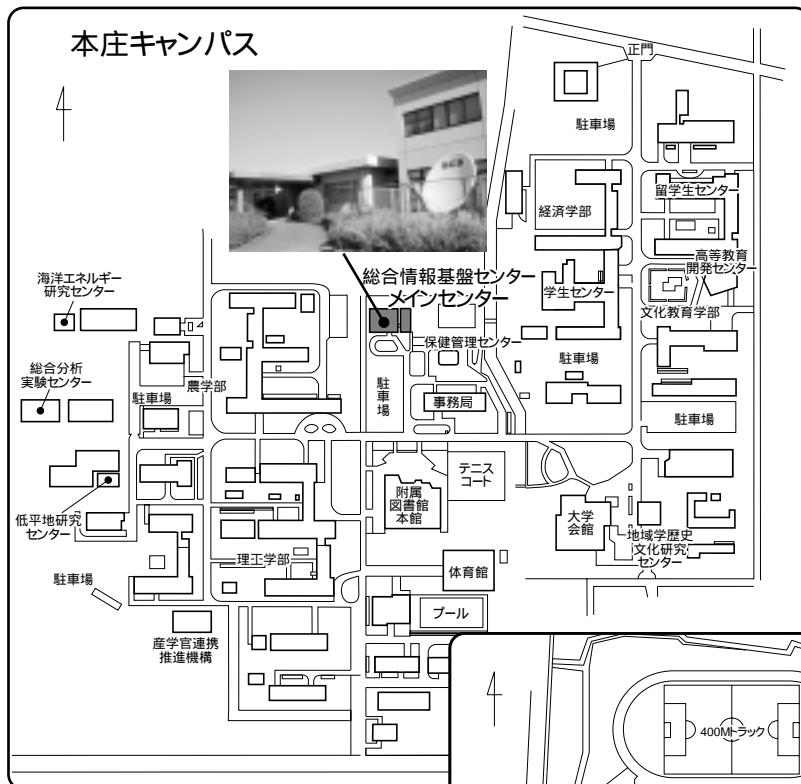 本庄キャンパス
正門
駐車場
留学生センター
経済学部
高等教育
開発センター
海洋エネルギー
研究センター
総合情報基盤センター
メインセンター
学生センター
文化教育学部
保健管理センター
総合分析
実験センター
農学部
駐車場
駐車場
駐車場
事務局
駐車場
テニス
コート
附属
図書館
本館
大学
会館
低平地研究
センター
地域学歴史
文化研究
センター
理工学部
体育館
駐車場
プール
産学官連携
推進機構
400Mトラック